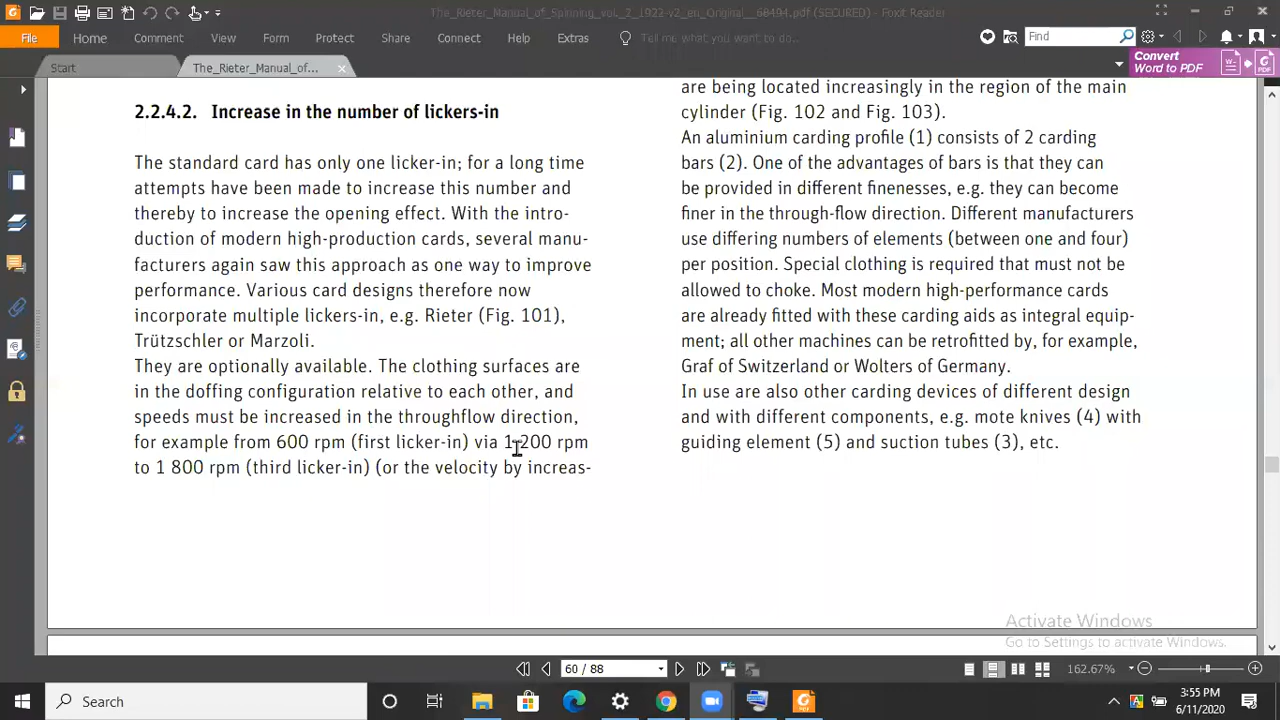 The_Rieter_Manual_of_Spinning_vol._2_1922-v2_en_Original__68494.pdf (SECURED) - Foxit Reader
File Home Comment View Form Protect Share Connect Help Extras Tell me what you want to do... Find
Start The_Rieter_Manual_of... Convert Word to PDF
2.2.4.2. Increase in the number of lickers-in
The standard card has only one licker-in; for a long time
attempts have been made to increase this number and
thereby to increase the opening effect. With the intro-
duction of modern high-production cards, several manu-
facturers again saw this approach as one way to improve
performance. Various card designs therefore now
incorporate multiple lickers-in, e.g. Rieter (Fig. 101),
Trützschler or Marzoli.
They are optionally available. The clothing surfaces are
in the doffing configuration relative to each other, and
speeds must be increased in the throughflow direction,
for example from 600 rpm (first licker-in) via 1 200 rpm
to 1 800 rpm (third licker-in) (or the velocity by increas-
are being located increasingly in the region of the main
cylinder (Fig. 102 and Fig. 103).
An aluminium carding profile (1) consists of 2 carding
bars (2). One of the advantages of bars is that they can
be provided in different finenesses, e.g. they can become
finer in the through-flow direction. Different manufacturers
use differing numbers of elements (between one and four)
per position. Special clothing is required that must not be
allowed to choke. Most modern high-performance cards
are already fitted with these carding aids as integral equip-
ment; all other machines can be retrofitted by, for example,
Graf of Switzerland or Wolters of Germany.
In use are also other carding devices of different design
and with different components, e.g. mote knives (4) with
guiding element (5) and suction tubes (3), etc.
Activate Windows
Go to Settings to activate Windows.
60 / 88
162.67%
Search
3:55 PM
6/11/2020